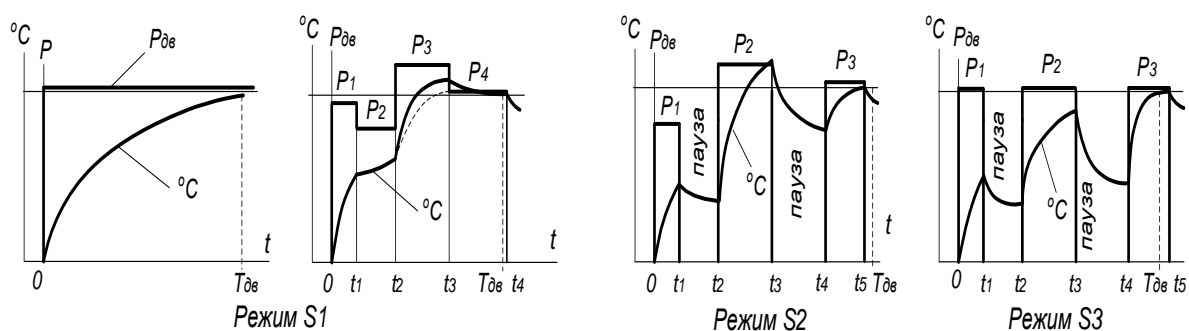 °C P Pдв
°C
0 Tдв t
°C Pдв P1 P2 P3 P4
°C
0 t1 t2 t3 Tдв t4 t
Режим S1
°C Pдв P1 пауза P2 пауза P3
°C
0 t1 t2 t3 t4 t5 Tдв t
Режим S2
°C Pдв P1 пауза P2 пауза P3
°C
0 t1 t2 t3 t4 Tдв t5 t
Режим S3